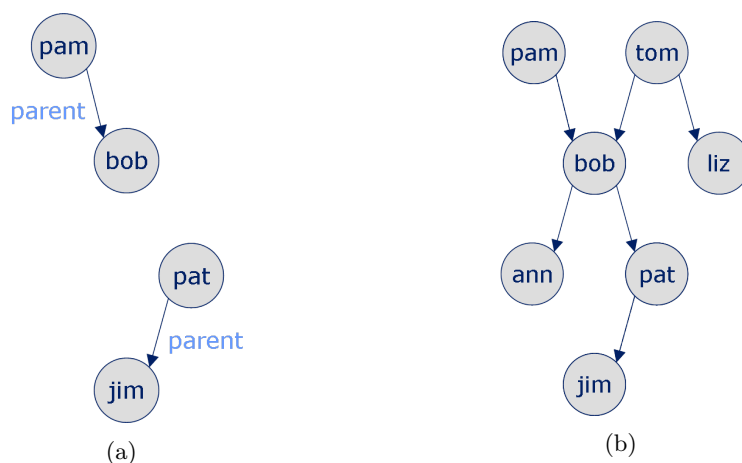 pam
parent
bob
pat
parent
jim
(a)
pam
tom
bob
liz
ann
pat
jim
(b)